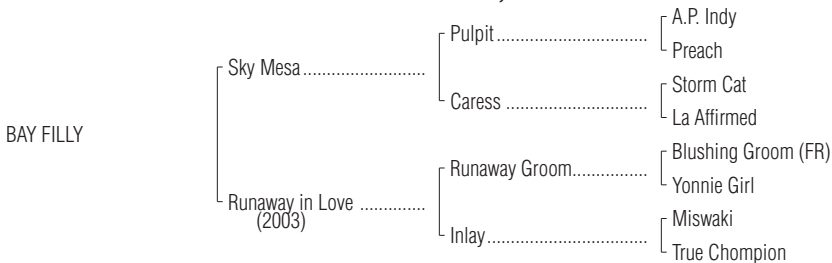 A.P. Indy
Pulpit..................................
Preach
Sky Mesa..........................
Storm Cat
Caress ................................
La Affirmed
BAY FILLY
Blushing Groom (FR)
Runaway Groom................
Yonnie Girl
Runaway in Love ..............
(2003)
Miswaki
Inlay....................................
True Chompion